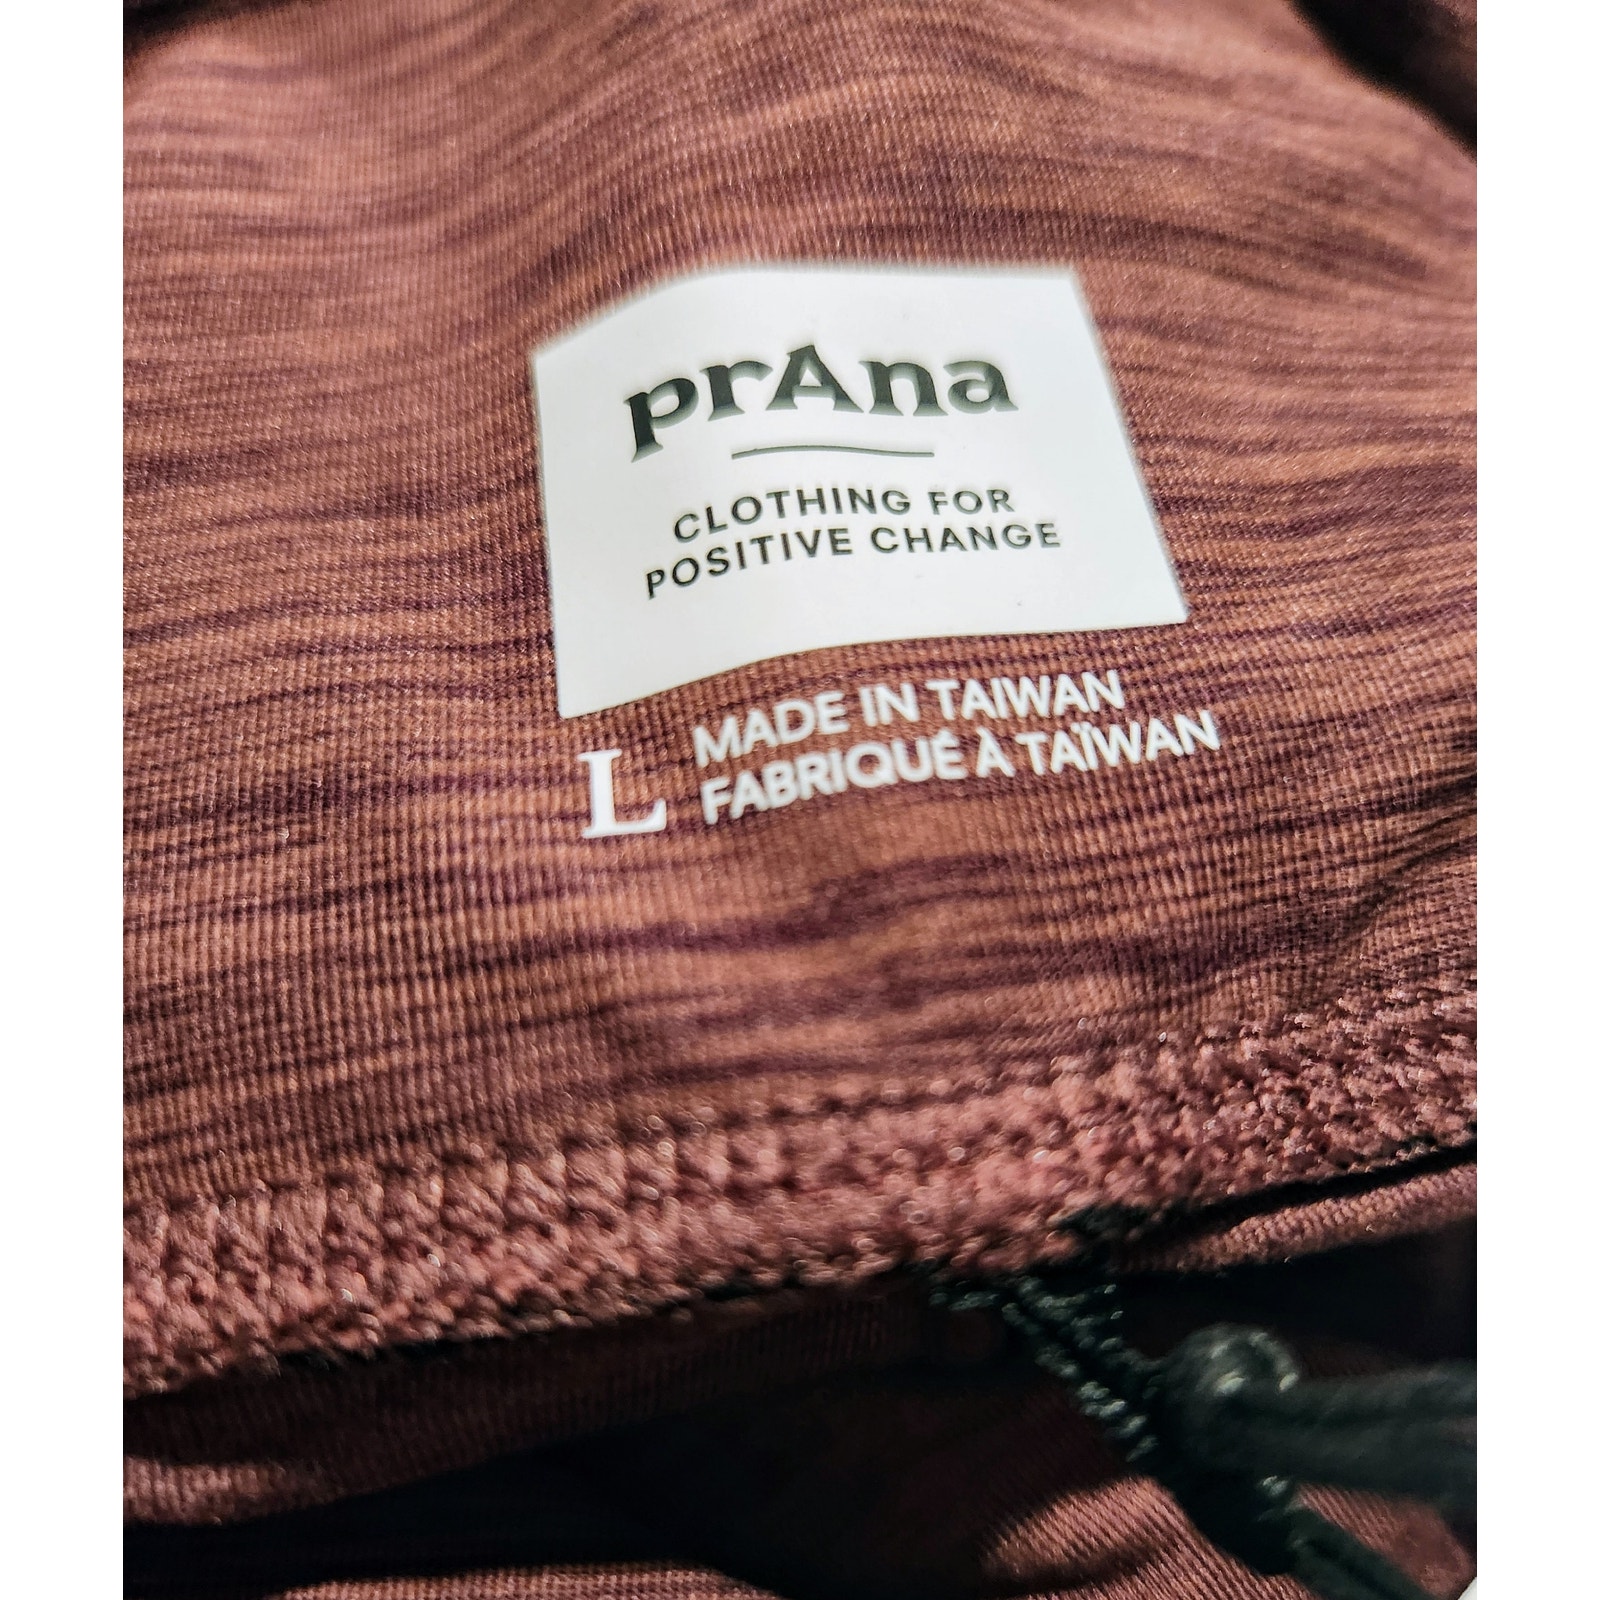 prAna
CLOTHING FOR
POSITIVE CHANGE
L
MADE IN TAIWAN
FABRIQUÉ À TAÏWAN